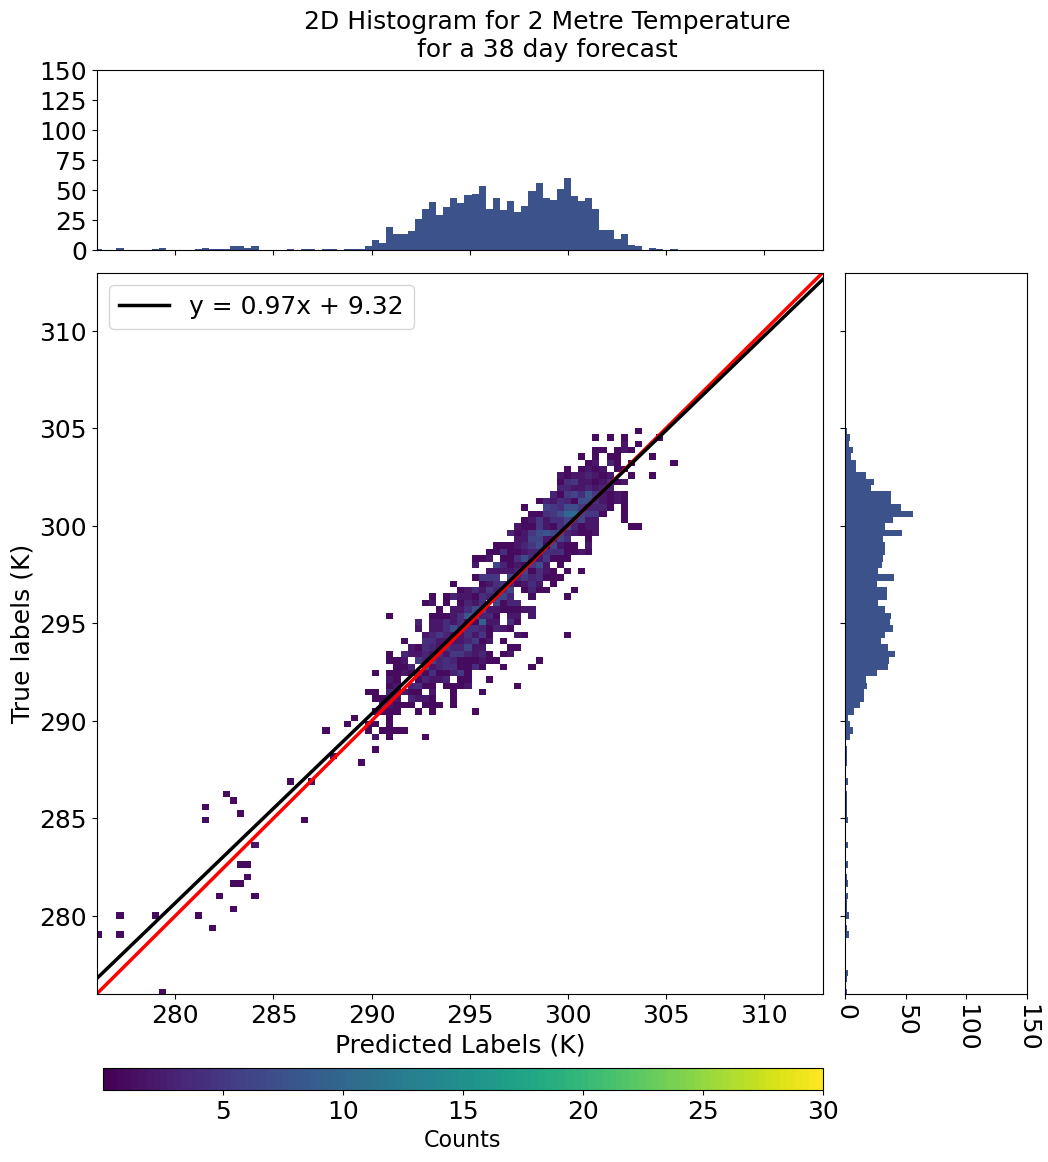 2D Histogram for 2 Metre Temperature
for a 38 day forecast
150
125
100
75
50
25
0
y = 0.97x + 9.32
310
305
300
295
290
285
280
True labels (K)
280 285 290 295 300 305 310
Predicted Labels (K)
0 50 100 150
5 10 15 20 25 30
Counts